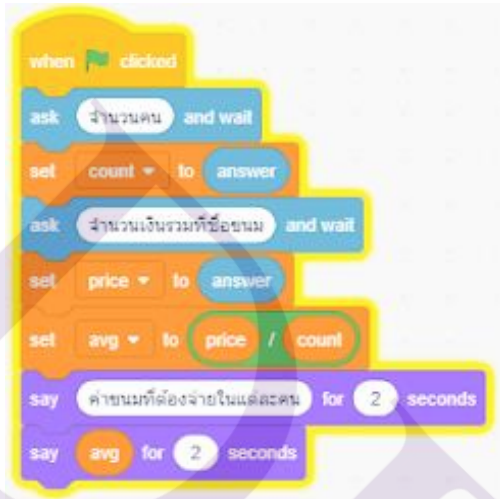 when clicked
ask จำนวนคน and wait
set count to answer
ask จำนวนเงินรวมที่ซื้อขนม and wait
set price to answer
set avg to price / count
say ค่าขนมที่ต้องจ่ายในแต่ละคน for 2 seconds
say avg for 2 seconds